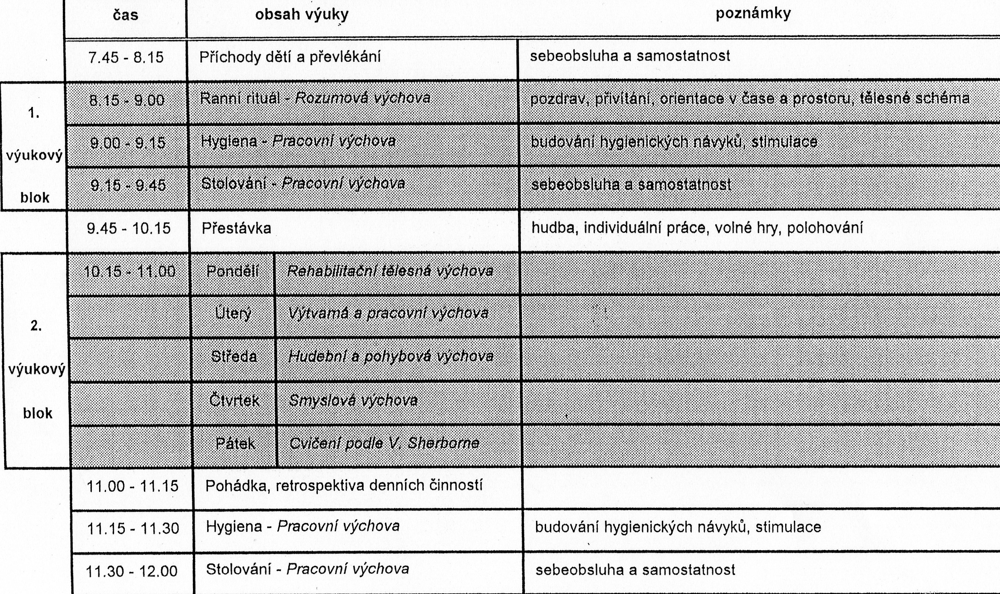 čas obsah výuky poznámky
7.45 - 8.15 Příchody dětí a převlékání sebeobsluha a samostatnost
1. výukový blok
8.15 - 9.00 Ranní rituál - Rozumová výchova pozdrav, přivítání, orientace v čase a prostoru, tělesné schéma
9.00 - 9.15 Hygiena - Pracovní výchova budování hygienických návyků, stimulace
9.15 - 9.45 Stolování - Pracovní výchova sebeobsluha a samostatnost
9.45 - 10.15 Přestávka hudba, individuální práce, volné hry, polohování
2. výukový blok
10.15 - 11.00 Pondělí Rehabilitační tělesná výchova
Úterý Výtvarná a pracovní výchova
Středa Hudební a pohybová výchova
Čtvrtek Smyslová výchova
Pátek Cvičení podle V. Sherborne
11.00 - 11.15 Pohádka, retrospektiva denních činností
11.15 - 11.30 Hygiena - Pracovní výchova budování hygienických návyků, stimulace
11.30 - 12.00 Stolování - Pracovní výchova sebeobsluha a samostatnost